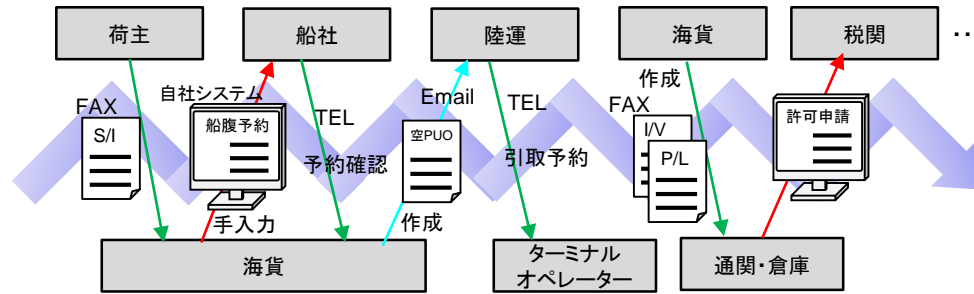 荷主
船社
陸運
海貨
税関
‥
自社システム
FAX
S/I
船腹予約
手入力
TEL
予約確認
Email
空PUO
作成
TEL
引取予約
作成
FAX
I/V
P/L
許可申請
海貨
ターミナル
オペレーター
通関・倉庫